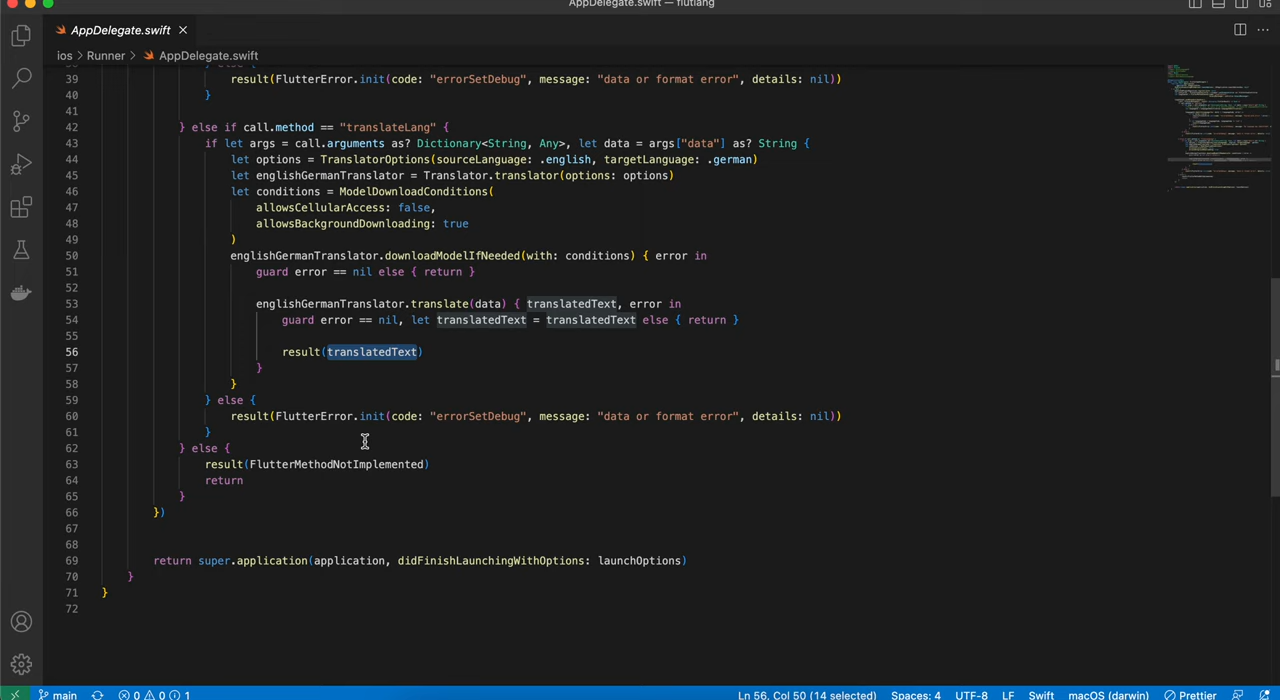 AppDelegate.swift — flutlang
AppDelegate.swift
ios > Runner > AppDelegate.swift
39 result(FlutterError.init(code: "errorSetDebug", message: "data or format error", details: nil))
40 }
41
42 } else if call.method == "translateLang" {
43 if let args = call.arguments as? Dictionary<String, Any>, let data = args["data"] as? String {
44 let options = TranslatorOptions(sourceLanguage: .english, targetLanguage: .german)
45 let englishGermanTranslator = Translator.translator(options: options)
46 let conditions = ModelDownloadConditions(
47 allowsCellularAccess: false,
48 allowsBackgroundDownloading: true
49 )
50 englishGermanTranslator.downloadModelIfNeeded(with: conditions) { error in
51 guard error == nil else { return }
52
53 englishGermanTranslator.translate(data) { translatedText, error in
54 guard error == nil, let translatedText = translatedText else { return }
55
56 result(translatedText)
57 }
58 }
59 } else {
60 result(FlutterError.init(code: "errorSetDebug", message: "data or format error", details: nil))
61 }
62 } else {
63 result(FlutterMethodNotImplemented)
64 return
65 }
66 })
67
68
69 return super.application(application, didFinishLaunchingWithOptions: launchOptions)
70 }
71 }
72
main 0 0 1 Ln 56, Col 50 (14 selected) Spaces: 4 UTF-8 LF Swift macOS (darwin) Prettier